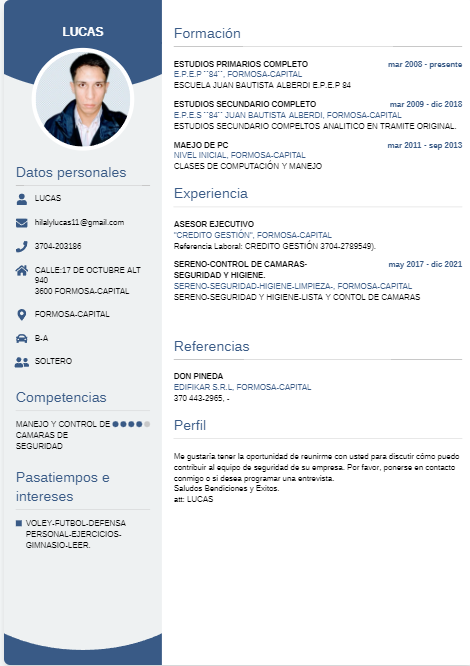 LUCAS
Datos personales
LUCAS
hilalylucas11@gmail.com
3704-203186
CALLE:17 DE OCTUBRE ALT
940
3600 FORMOSA-CAPITAL
FORMOSA-CAPITAL
B-A
SOLTERO
Competencias
MANEJO Y CONTROL DE
CAMARAS DE
SEGURIDAD
Pasatiempos e
intereses
VOLEY-FUTBOL-DEFENSA
PERSONAL-EJERCICIOS-
GIMNASIO-LEER.
Formación
ESTUDIOS PRIMARIOS COMPLETO mar 2008 - presente
E.P.E.P ¨84¨, FORMOSA-CAPITAL
ESCUELA JUAN BAUTISTA ALBERDI E.P.E.P 84
ESTUDIOS SECUNDARIO COMPLETO mar 2009 - dic 2018
E.P.E.S ¨84¨ JUAN BAUTISTA ALBERDI, FORMOSA-CAPITAL
ESTUDIOS SECUNDARIO COMPELTOS ANALITICO EN TRAMITE ORIGINAL.
MAEJO DE PC mar 2011 - sep 2013
NIVEL INICIAL, FORMOSA-CAPITAL
CLASES DE COMPUTACIÓN Y MANEJO
Experiencia
ASESOR EJECUTIVO
"CREDITO GESTIÓN", FORMOSA-CAPITAL
Referencia Laboral: CREDITO GESTIÓN 3704-2789549).
SERENO-CONTROL DE CAMARAS- may 2017 - dic 2021
SEGURIDAD Y HIGIENE.
SERENO-SEGURIDAD-HIGIENE-LIMPIEZA-, FORMOSA-CAPITAL
SERENO-SEGURIDAD Y HIGIENE-LISTA Y CONTOL DE CAMARAS
Referencias
DON PINEDA
EDIFIKAR S.R.L, FORMOSA-CAPITAL
370 443-2965, -
Perfil
Me gustaría tener la oportunidad de reunirme con usted para discutir cómo puedo
contribuir al equipo de seguridad de su empresa. Por favor, ponerse en contacto
conmigo o si desea programar una entrevista.
Saludos Bendiciones y Exitos.
att: LUCAS